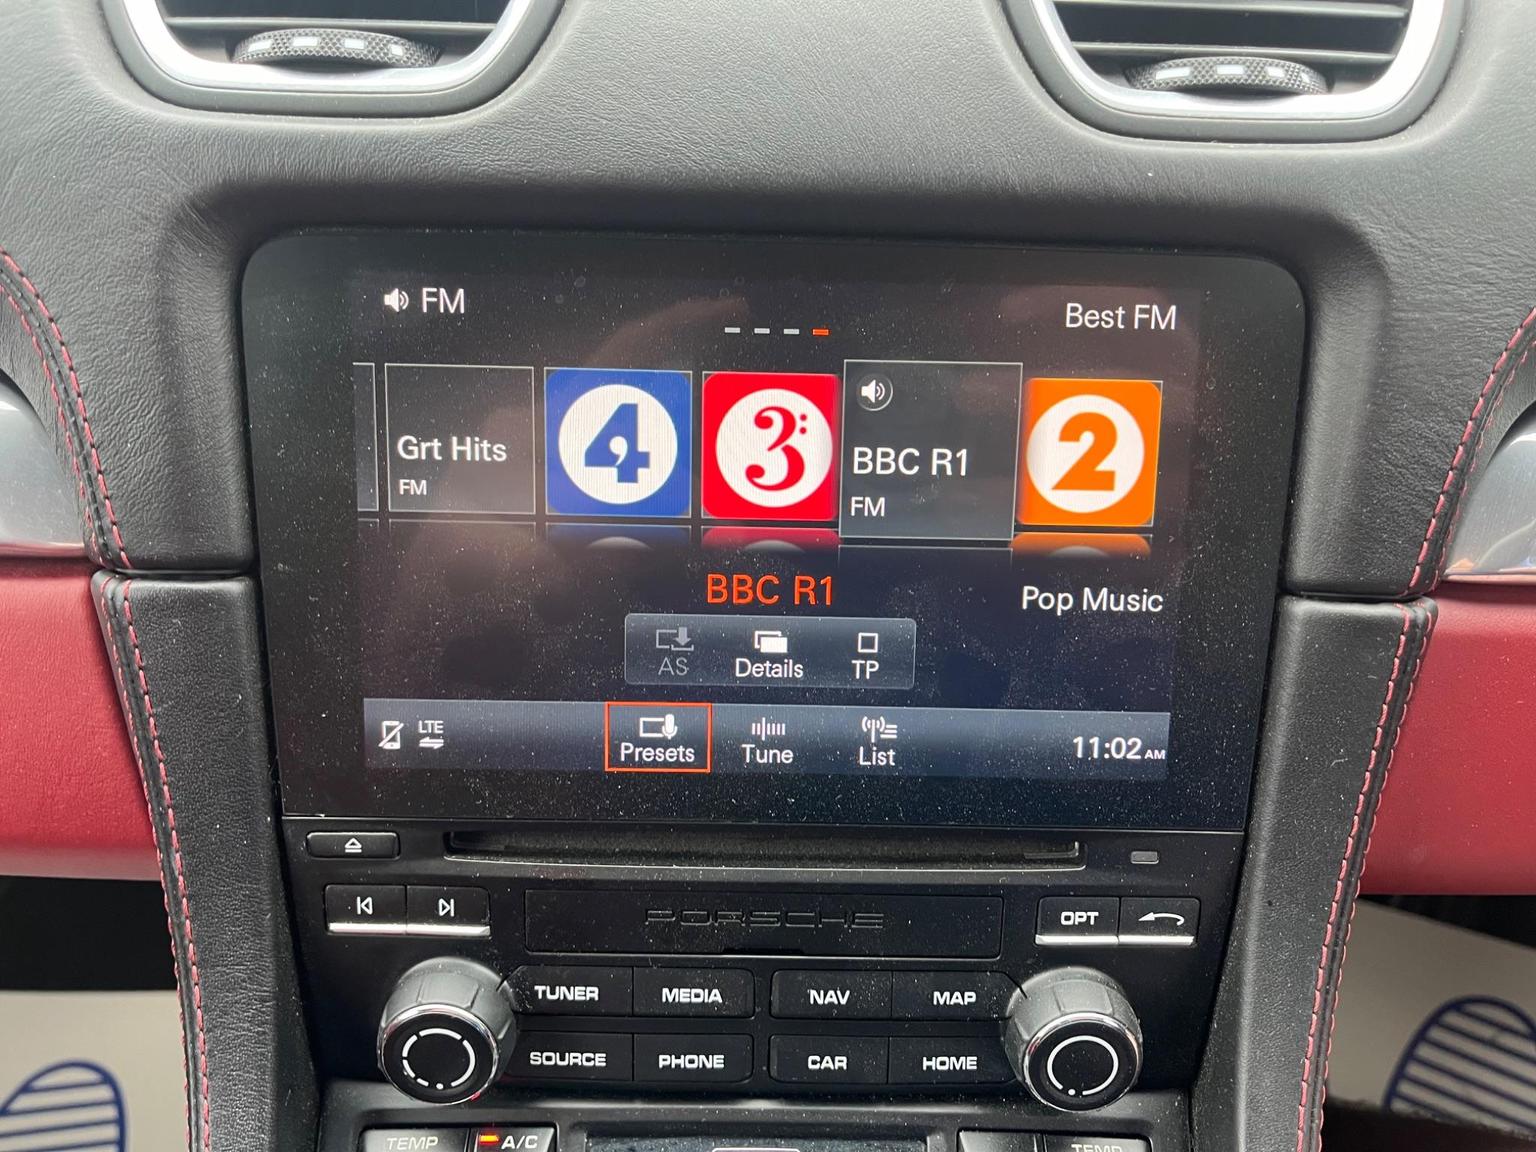 FM
Best FM
Grt Hits
FM
4
3
BBC R1
FM
2
BBC R1
Pop Music
AS
Details
TP
LTE
Presets
Tune
List
11:02 AM
PORSCHE
OPT
TUNER
MEDIA
NAV
MAP
SOURCE
PHONE
CAR
HOME
TEMP
A/C
TEMP